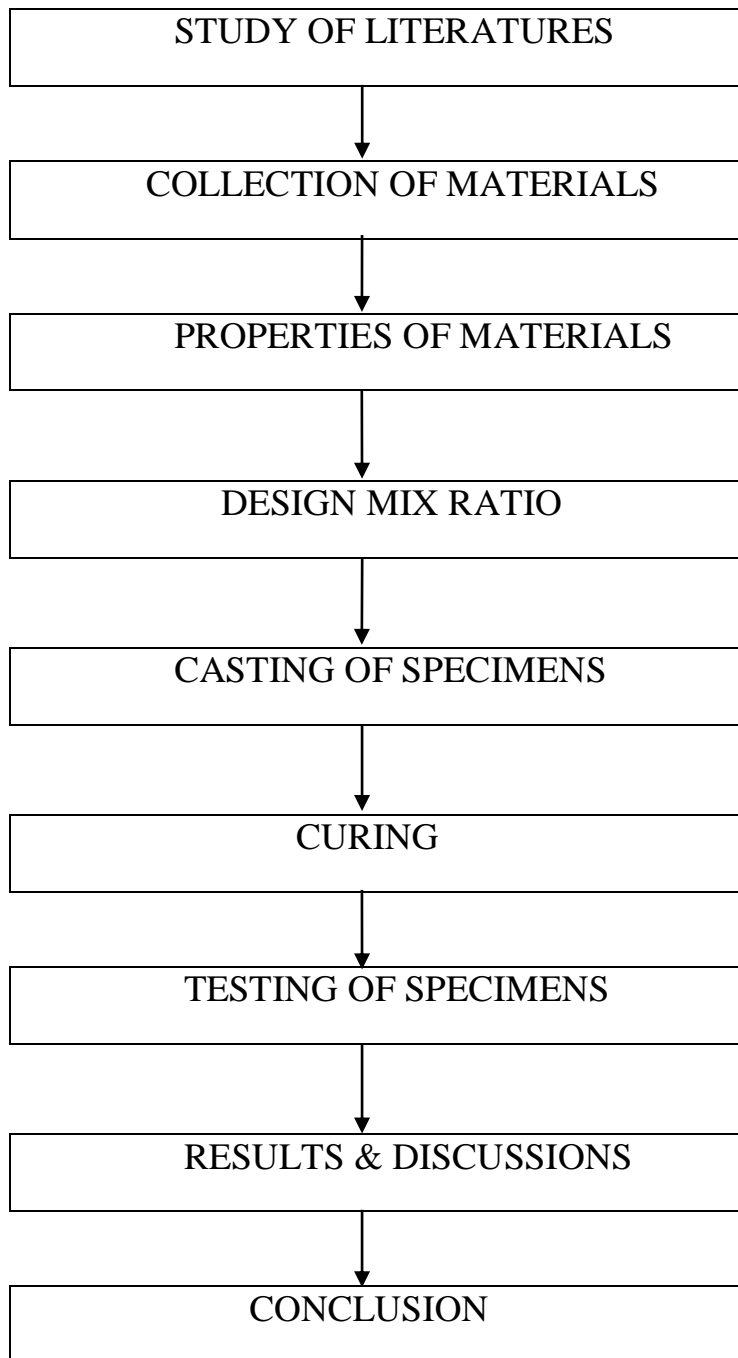 STUDY OF LITERATURES
COLLECTION OF MATERIALS
PROPERTIES OF MATERIALS
DESIGN MIX RATIO
CASTING OF SPECIMENS
CURING
TESTING OF SPECIMENS
RESULTS & DISCUSSIONS
CONCLUSION